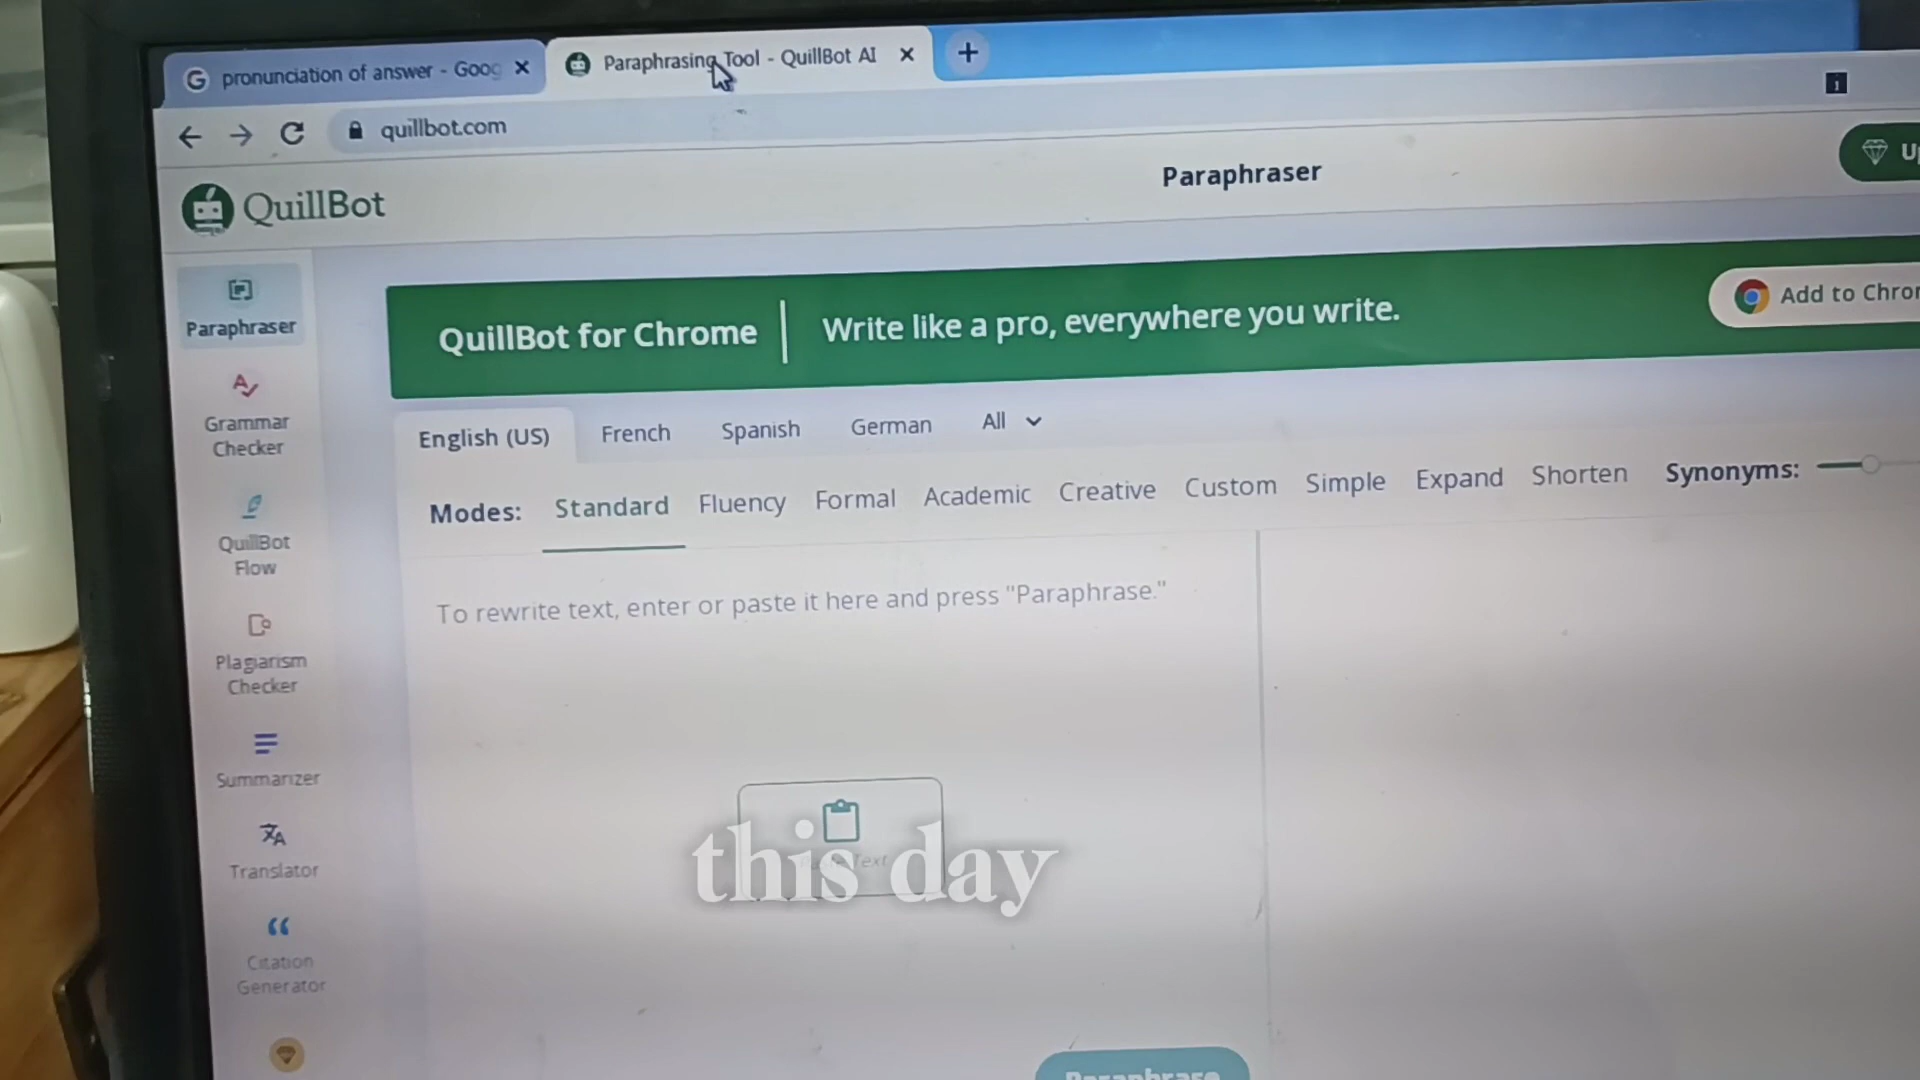 pronunciation of answer - Goog
Paraphrasing Tool - QuillBot AI
quillbot.com
QuillBot
Paraphraser
Paraphraser
QuillBot for Chrome
Write like a pro, everywhere you write.
Add to Chro
Grammar
Checker
English (US)
French
Spanish
German
All
Modes:
Standard
Fluency
Formal
Academic
Creative
Custom
Simple
Expand
Shorten
Synonyms:
QuillBot
Flow
To rewrite text, enter or paste it here and press "Paraphrase."
Plagiarism
Checker
Summarizer
Text
this day
Translator
Citation
Generator
Paraphrase